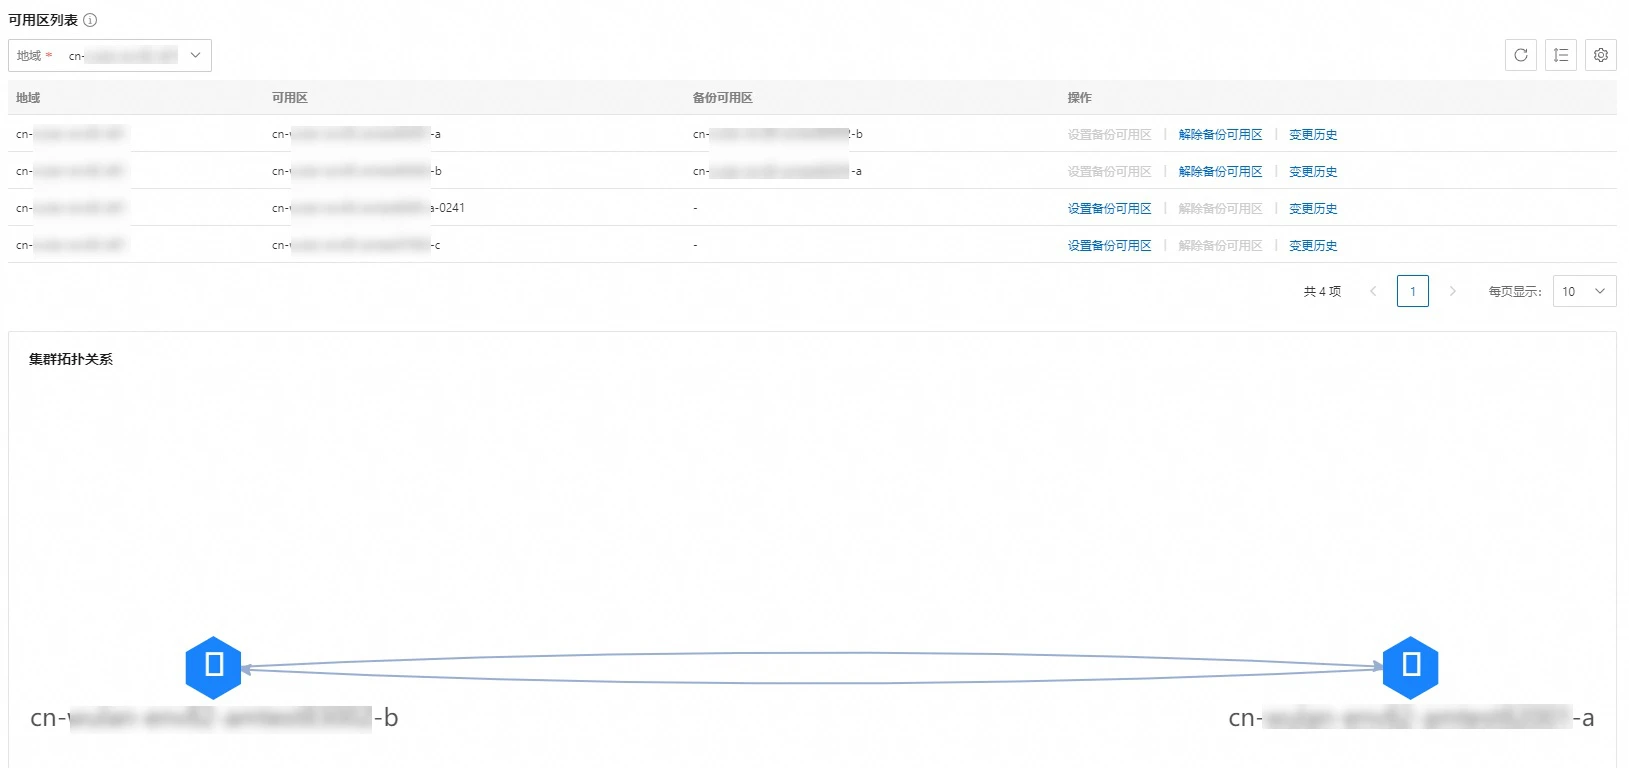 可用区列表
地域 * cn-
地域 可用区 备份可用区 操作
cn- cn- -a cn- -b 设置备份可用区 | 解除备份可用区 | 变更历史
cn- cn- -b cn- -a 设置备份可用区 | 解除备份可用区 | 变更历史
cn- cn- a-0241 - 设置备份可用区 | 解除备份可用区 | 变更历史
cn- cn- -c - 设置备份可用区 | 解除备份可用区 | 变更历史
共 4 项 < 1 > 每页显示： 10
集群拓扑关系
cn- -b cn- -a